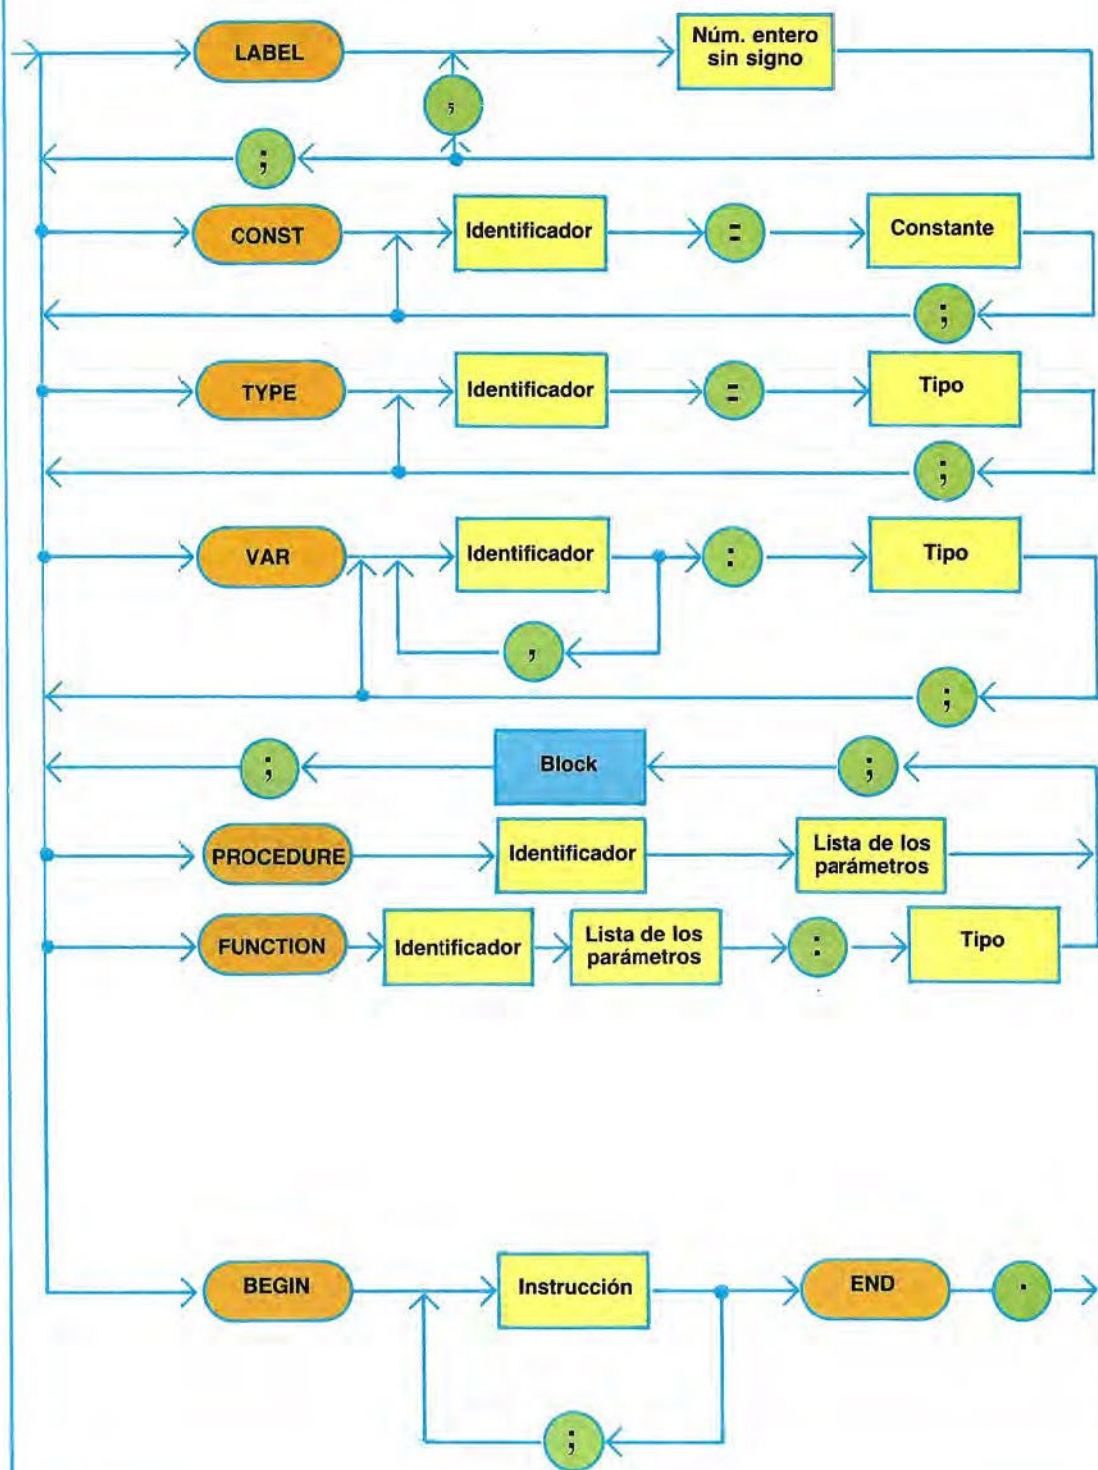 LABEL
Núm. entero
sin signo
,
;
CONST
Identificador
=
Constante
;
TYPE
Identificador
=
Tipo
;
VAR
Identificador
:
Tipo
,
;
;
Block
;
PROCEDURE
Identificador
Lista de los
parámetros
FUNCTION
Identificador
Lista de los
parámetros
:
Tipo
BEGIN
Instrucción
END
.
;